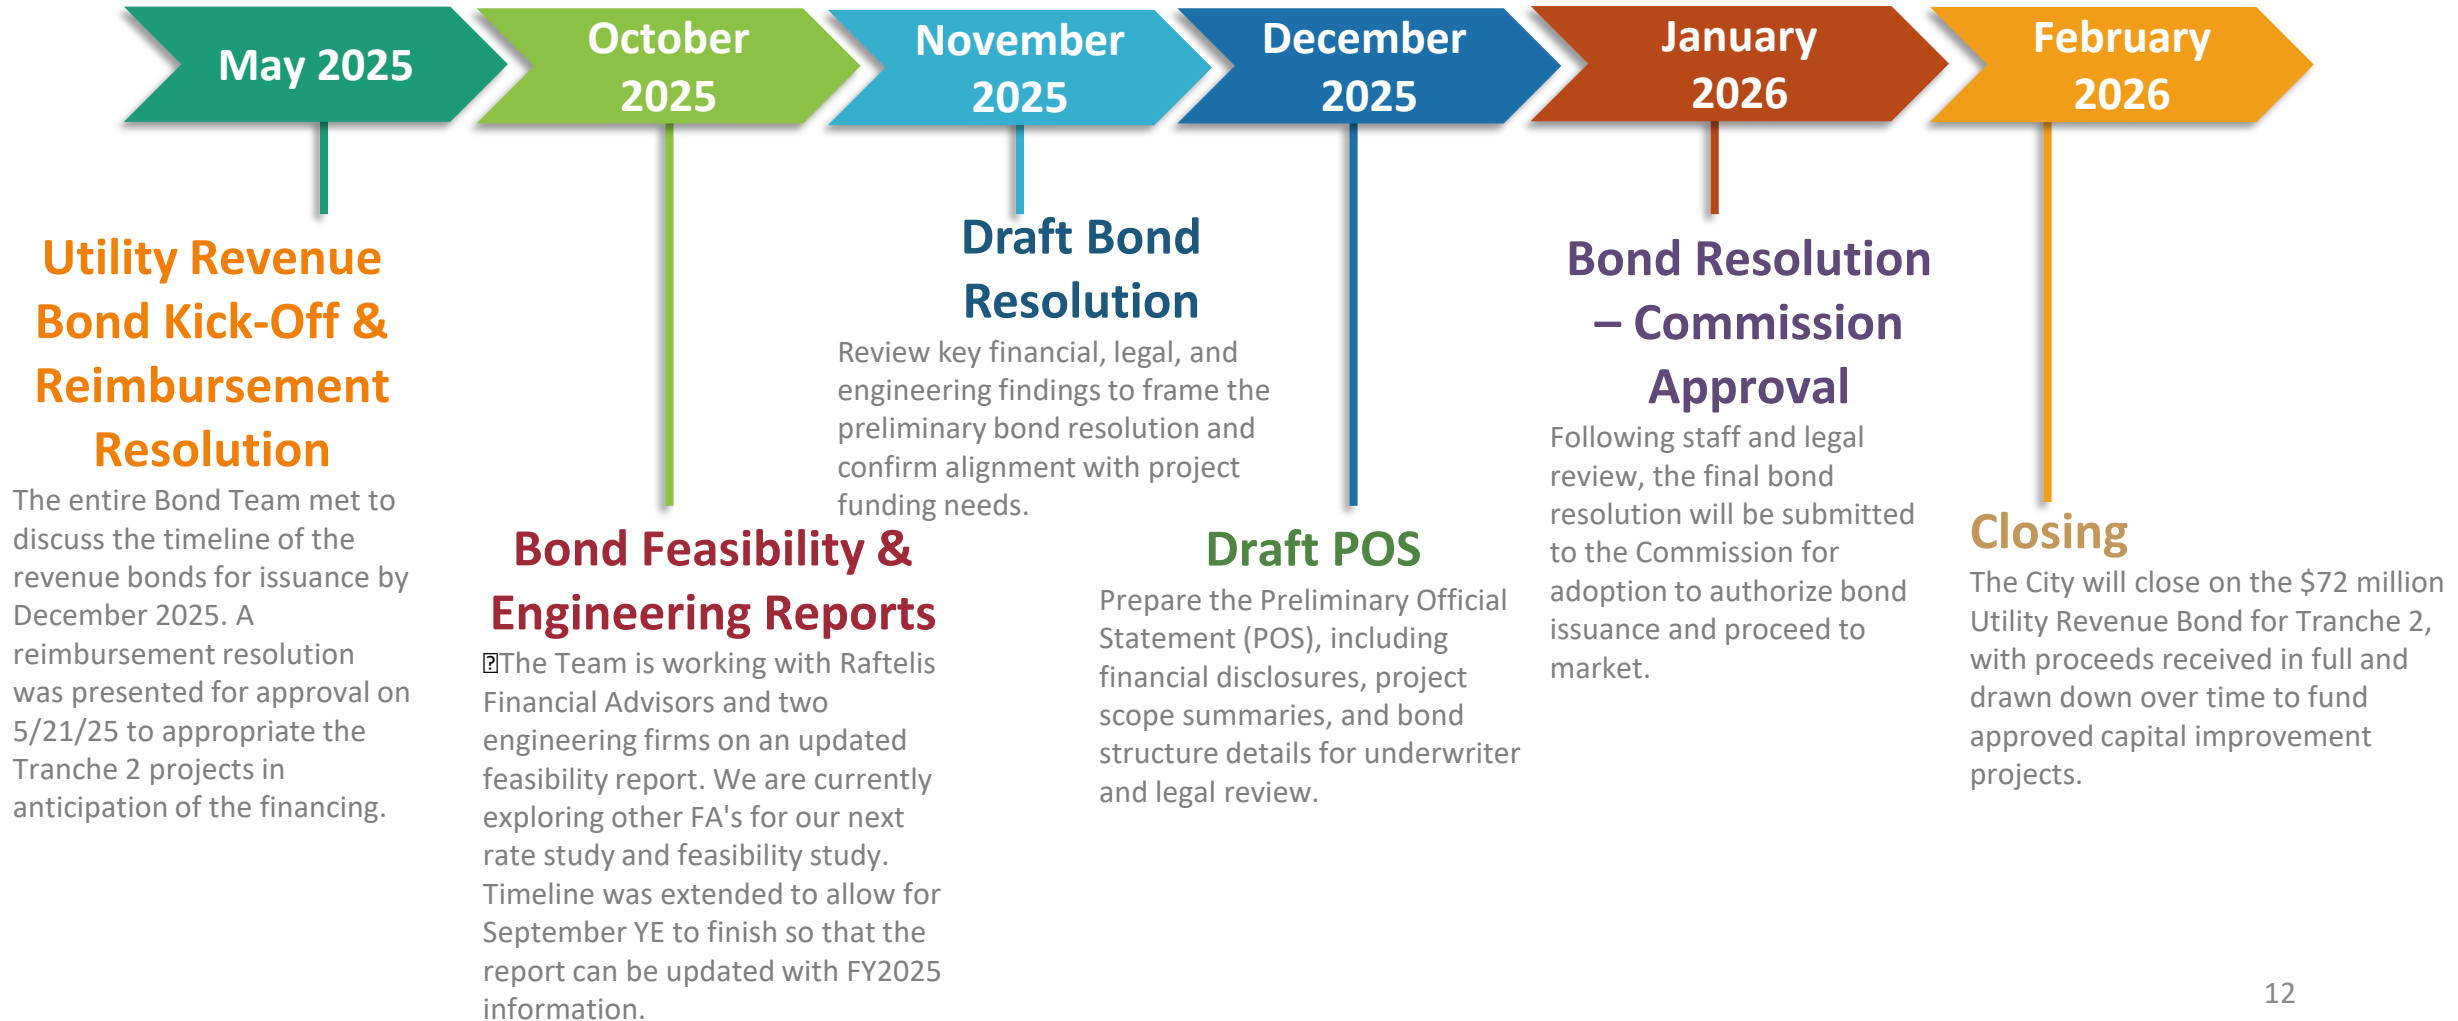 May 2025
October
2025
November
2025
December
2025
January
2026
February
2026
Utility Revenue
Bond Kick-Off &
Reimbursement
Resolution
The entire Bond Team met to
discuss the timeline of the
revenue bonds for issuance by
December 2025. A
reimbursement resolution
was presented for approval on
5/21/25 to appropriate the
Tranche 2 projects in
anticipation of the financing.
Bond Feasibility &
Engineering Reports
The Team is working with Raftelis
Financial Advisors and two
engineering firms on an updated
feasibility report. We are currently
exploring other FA's for our next
rate study and feasibility study.
Timeline was extended to allow for
September YE to finish so that the
report can be updated with FY2025
information.
Draft Bond
Resolution
Review key financial, legal, and
engineering findings to frame the
preliminary bond resolution and
confirm alignment with project
funding needs.
Draft POS
Prepare the Preliminary Official
Statement (POS), including
financial disclosures, project
scope summaries, and bond
structure details for underwriter
and legal review.
Bond Resolution
– Commission
Approval
Following staff and legal
review, the final bond
resolution will be submitted
to the Commission for
adoption to authorize bond
issuance and proceed to
market.
Closing
The City will close on the $72 million
Utility Revenue Bond for Tranche 2,
with proceeds received in full and
drawn down over time to fund
approved capital improvement
projects.
12